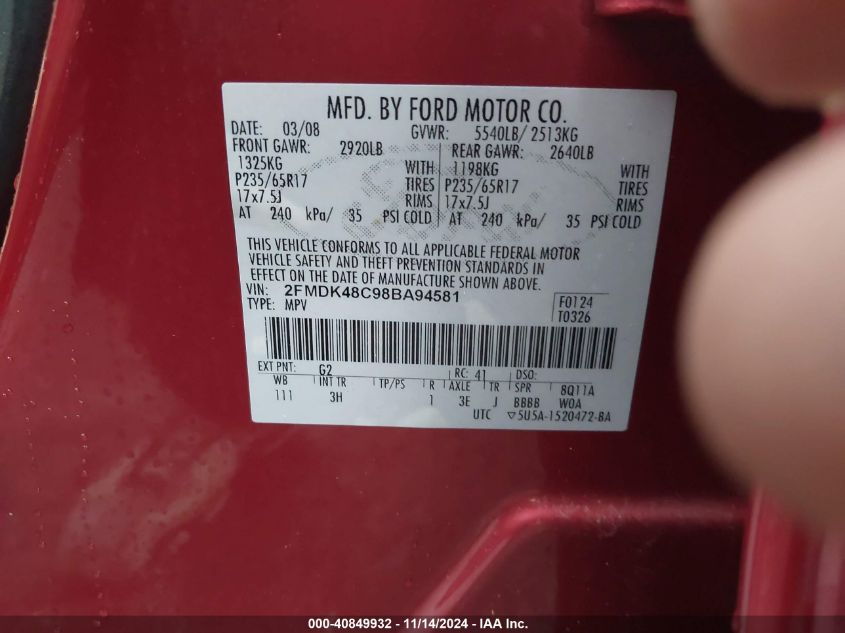 MFD. BY FORD MOTOR CO.
DATE: 03/08 GVWR: 5540LB/ 2513KG
FRONT GAWR: 2920LB REAR GAWR: 2640LB
1325KG WITH 1198KG WITH
P235/65R17 TIRES P235/65R17 TIRES
17x7.5J RIMS 17x7.5J RIMS
AT 240 kPa/ 35 PSI COLD AT 240 kPa/ 35 PSI COLD
THIS VEHICLE CONFORMS TO ALL APPLICABLE FEDERAL MOTOR
VEHICLE SAFETY AND THEFT PREVENTION STANDARDS IN
EFFECT ON THE DATE OF MANUFACTURE SHOWN ABOVE.
VIN: 2FMDK48C98BA94581 F0124
TYPE: MPV T0326
EXT PNT: G2 RC: 41 DSO:
WB INT TR TP/PS R AXLE TR SPR 8Q11A
111 3H 1 3E J BBBB WOA
UTC ▽5U5A-1520472-BA
000-40849932 - 11/14/2024 - IAA Inc.